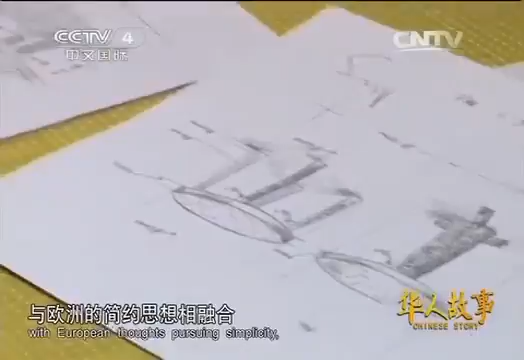 CCTV 4
中文国际
CNTV
与欧洲的简约思想相融合
with European thoughts pursuing simplicity,
华人故事
CHINESE STORY